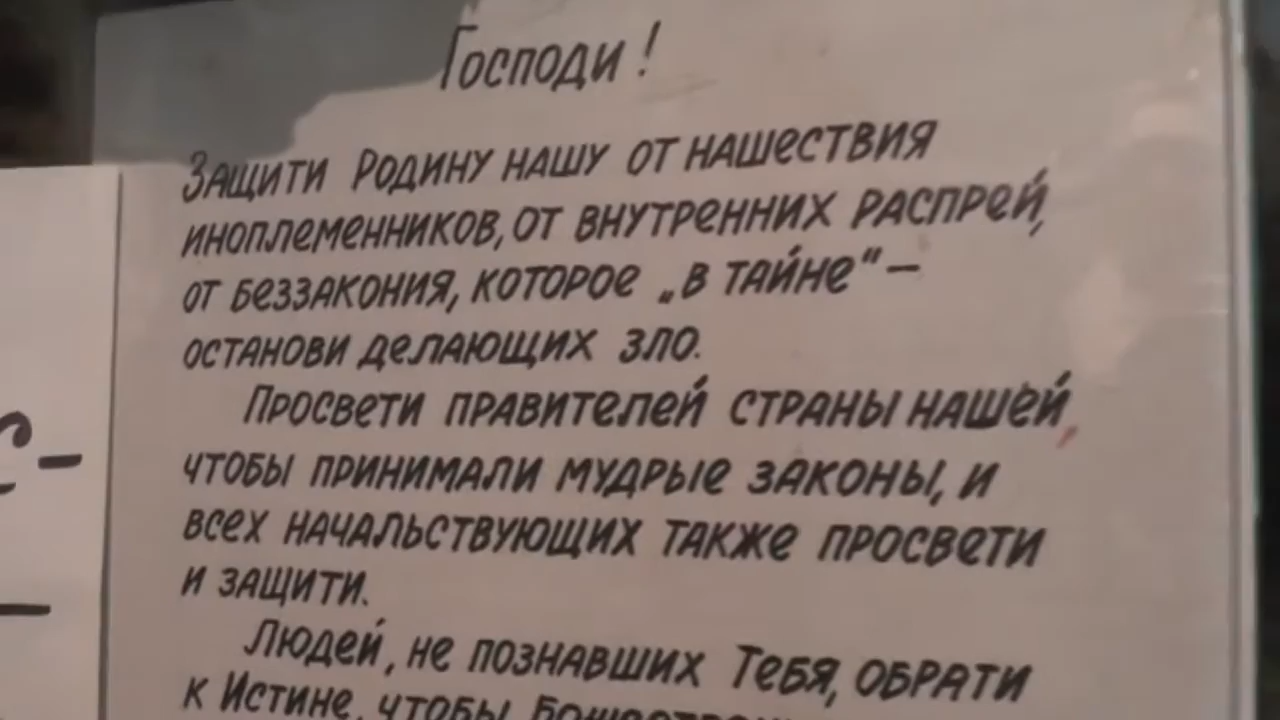 Господи!
Защити Родину нашу от нашествия
иноплеменников, от внутренних распрей,
от беззакония, которое „в тайне“ –
останови делающих зло.
Просвети правителей страны нашей,
чтобы принимали мудрые законы, и
всех начальствующих также просвети
и защити.
Людей, не познавших Тебя, обрати
к Истине, чтобы